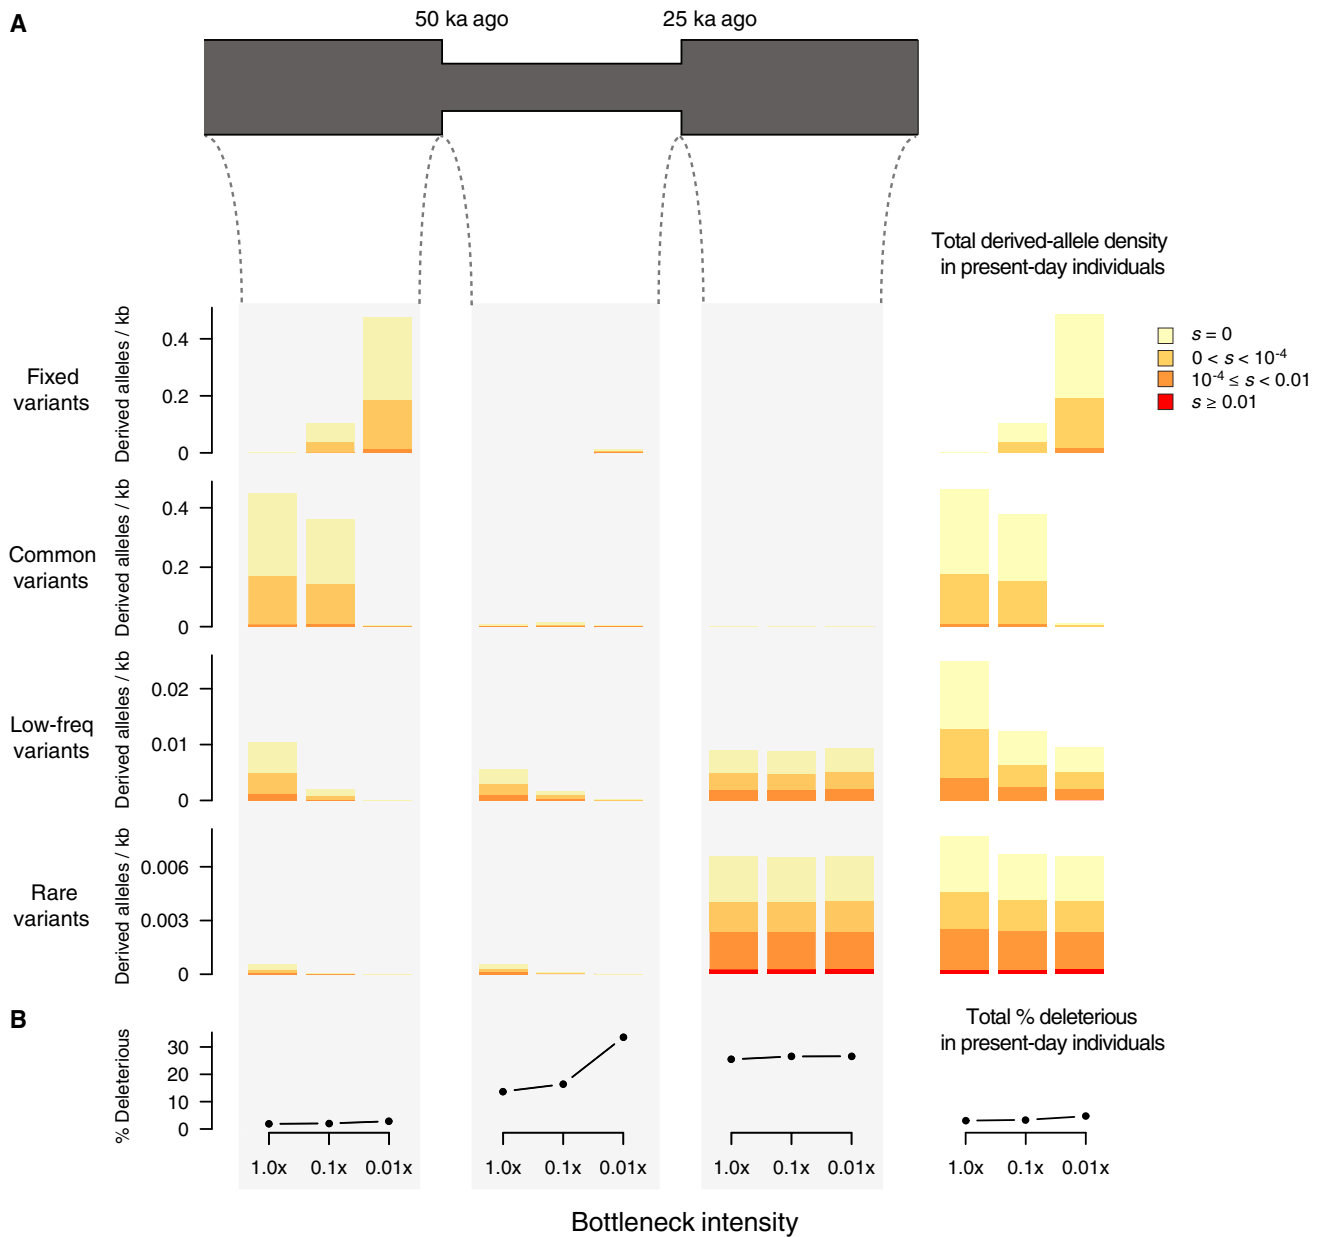 A
50 ka ago
25 ka ago
Total derived-allele density
in present-day individuals
s = 0
0 < s < 10⁻⁴
10⁻⁴ ≤ s < 0.01
s ≥ 0.01
Fixed
variants
Derived alleles / kb
0.4
0.2
0
Common
variants
Derived alleles / kb
0.4
0.2
0
Low-freq
variants
Derived alleles / kb
0.02
0.01
0
Rare
variants
Derived alleles / kb
0.006
0.003
0
B
Total % deleterious
in present-day individuals
% Deleterious
30
20
10
0
1.0x 0.1x 0.01x
1.0x 0.1x 0.01x
1.0x 0.1x 0.01x
1.0x 0.1x 0.01x
Bottleneck intensity